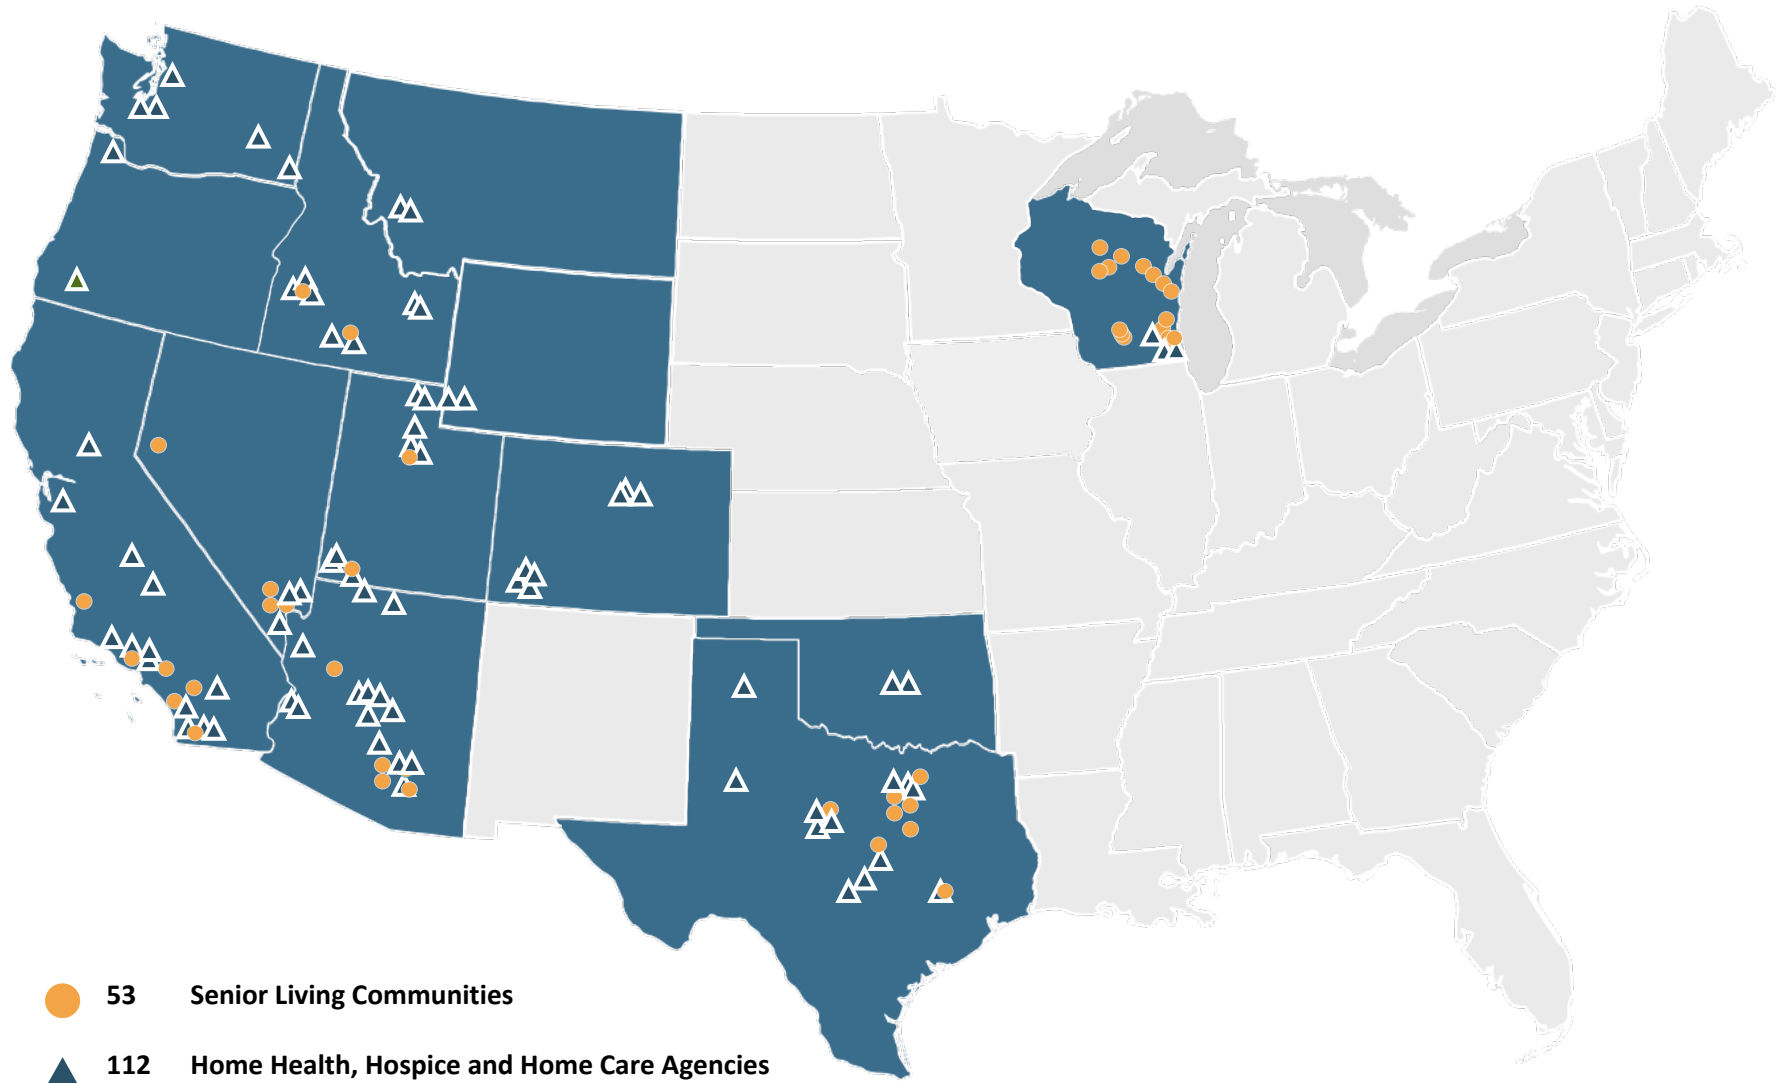 53 Senior Living Communities
112 Home Health, Hospice and Home Care Agencies